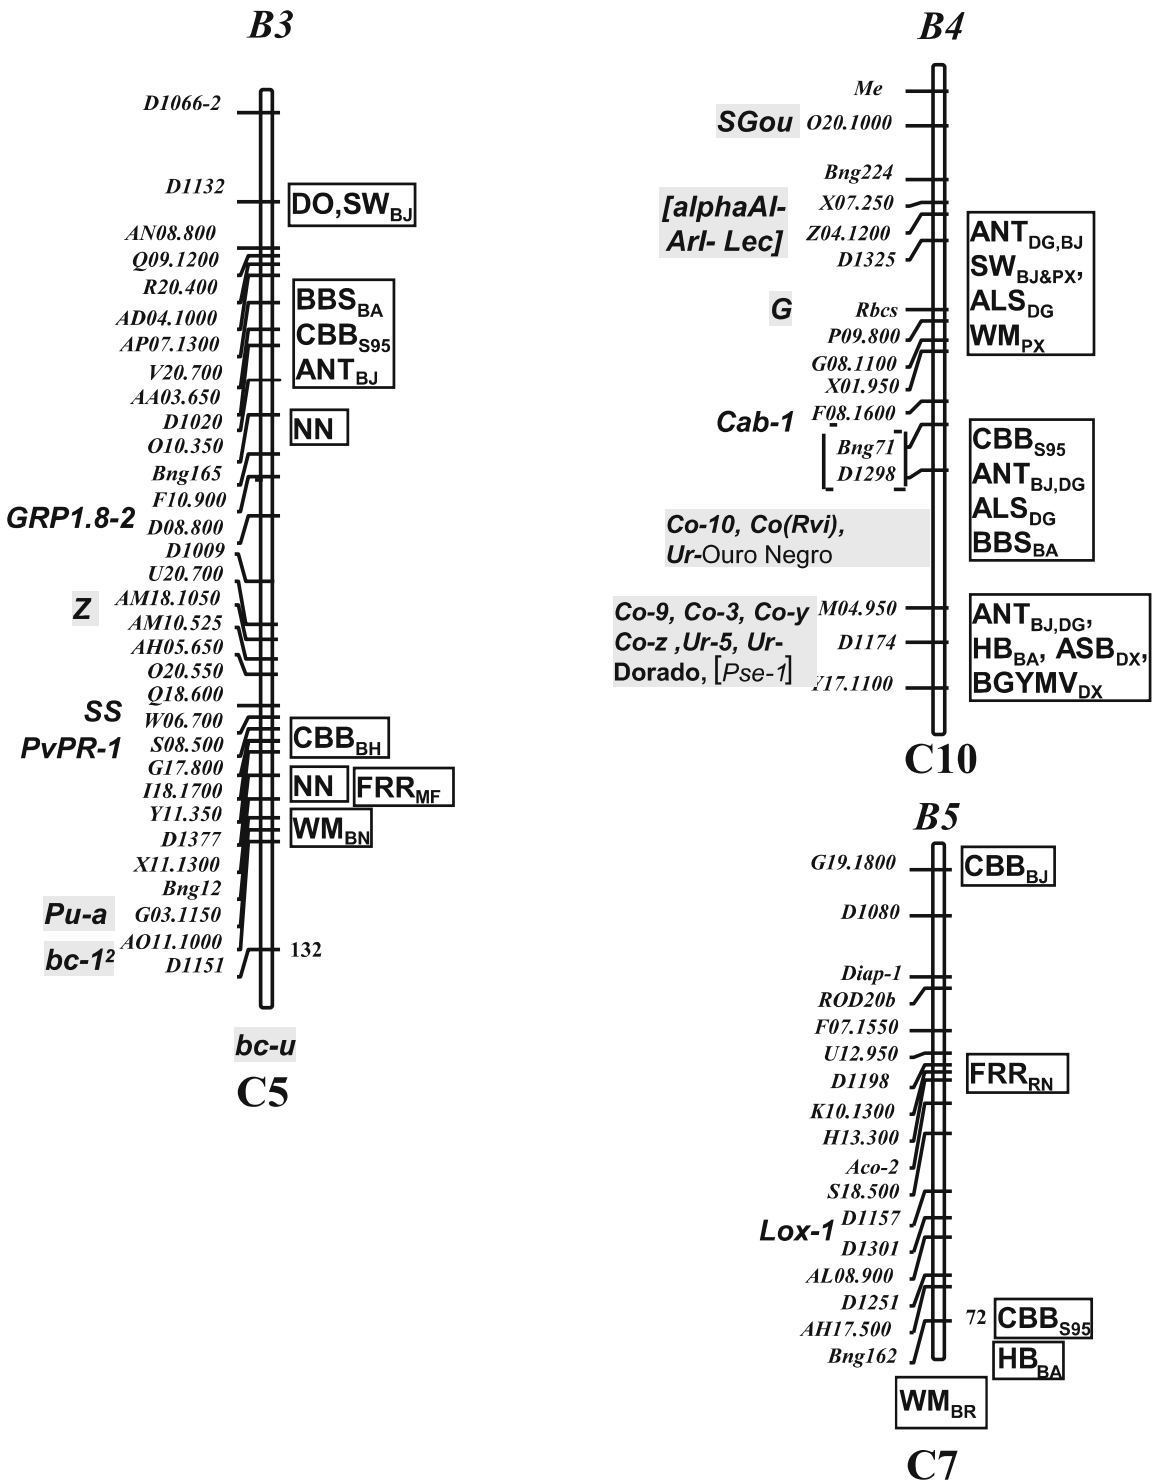 B3
D1066-2
D1132
DO,SWBJ
AN08.800
Q09.1200
R20.400
AD04.1000
AP07.1300
V20.700
AA03.650
D1020
O10.350
Bng165
F10.900
GRP1.8-2
D08.800
D1009
U20.700
Z
AM18.1050
AM10.525
AH05.650
O20.550
Q18.600
SS
W06.700
PvPR-1
S08.500
G17.800
I18.1700
Y11.350
D1377
X11.1300
Bng12
Pu-a
G03.1150
AO11.1000
bc-1²
D1151
132
BBSBA
CBBS95
ANTBJ
NN
CBBBH
NN
FRRMF
WMBN
bc-u
C5
B4
Me
SGou
O20.1000
Bng224
[alphaAI-
ArI- Lec]
X07.250
Z04.1200
D1325
G
Rbcs
P09.800
G08.1100
X01.950
F08.1600
Cab-1
Bng71
D1298
Co-10, Co(Rvi),
Ur-Ouro Negro
Co-9, Co-3, Co-y
Co-z ,Ur-5, Ur-
Dorado, [Pse-1]
M04.950
D1174
Y17.1100
ANTDG,BJ
SWBJ&PX,
ALSDG
WMPX
CBBS95
ANTBJ,DG
ALSDG
BBSBA
ANTBJ,DG,
HBBA, ASBDX,
BGYMVDX
C10
B5
G19.1800
CBBBJ
D1080
Diap-1
ROD20b
F07.1550
U12.950
D1198
FRRRN
K10.1300
H13.300
Aco-2
S18.500
Lox-1
D1157
D1301
AL08.900
D1251
AH17.500
Bng162
72
CBBS95
HBBA
WMBR
C7